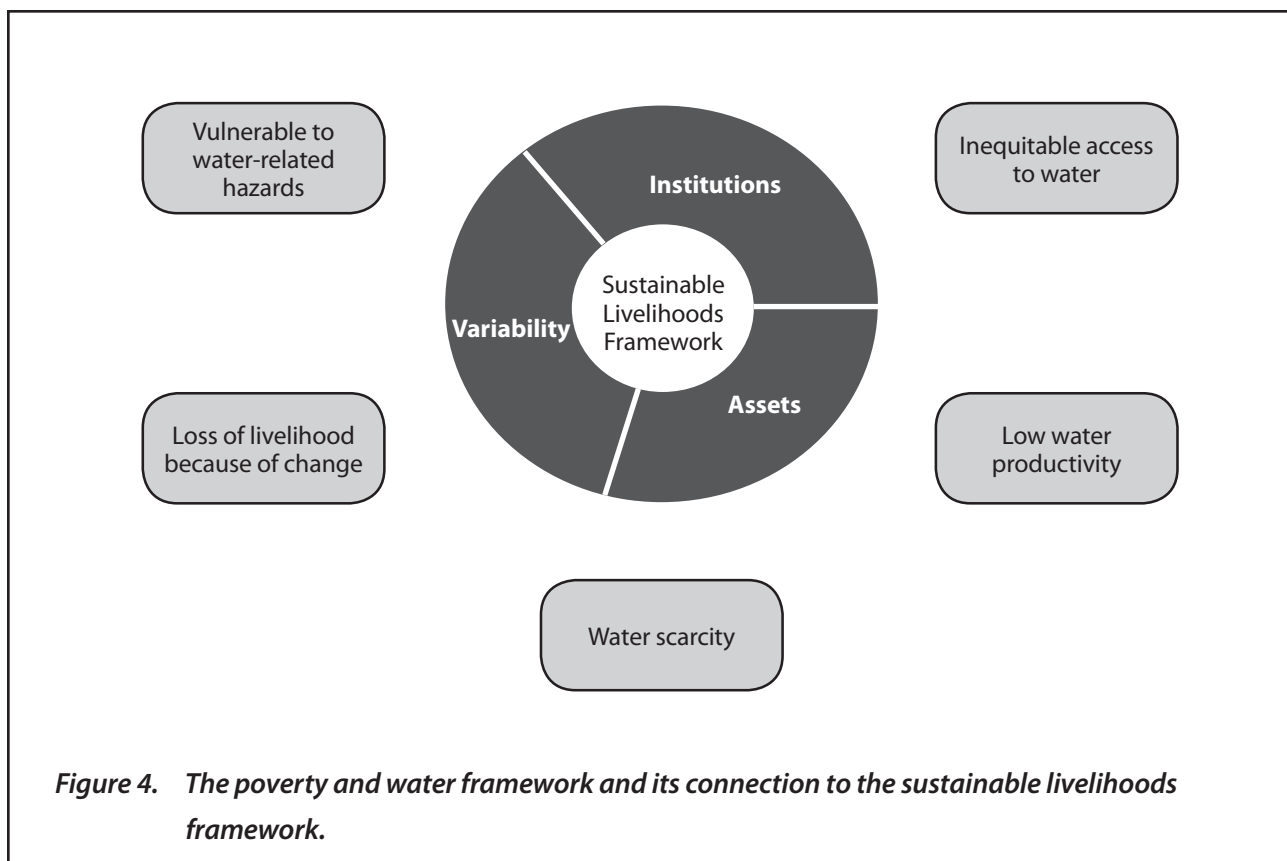 Vulnerable to
water-related
hazards
Institutions
Inequitable access
to water
Sustainable
Livelihoods
Framework
Variability
Assets
Loss of livelihood
because of change
Low water
productivity
Water scarcity
Figure 4. The poverty and water framework and its connection to the sustainable livelihoods
framework.